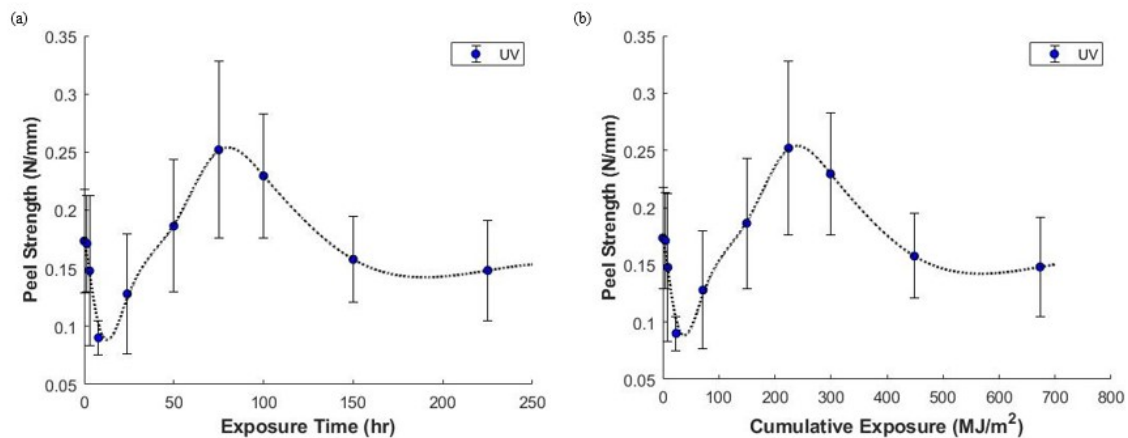 (a)
0.35
0.3
0.25
0.2
0.15
0.1
0.05
Peel Strength (N/mm)
UV
0 50 100 150 200 250
Exposure Time (hr)
(b)
0.35
0.3
0.25
0.2
0.15
0.1
0.05
Peel Strength (N/mm)
UV
0 100 200 300 400 500 600 700 800
Cumulative Exposure (MJ/m²)